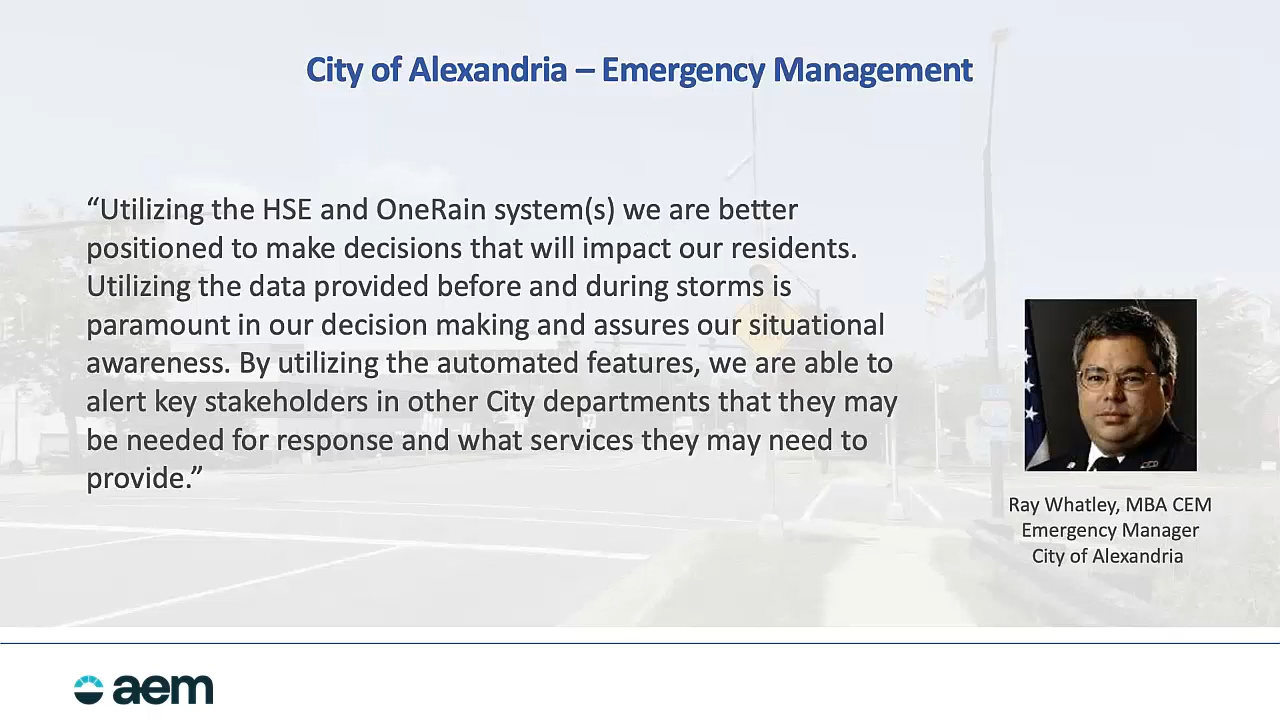 City of Alexandria – Emergency Management
“Utilizing the HSE and OneRain system(s) we are better
positioned to make decisions that will impact our residents.
Utilizing the data provided before and during storms is
paramount in our decision making and assures our situational
awareness. By utilizing the automated features, we are able to
alert key stakeholders in other City departments that they may
be needed for response and what services they may need to
provide.”
Ray Whatley, MBA CEM
Emergency Manager
City of Alexandria
aem